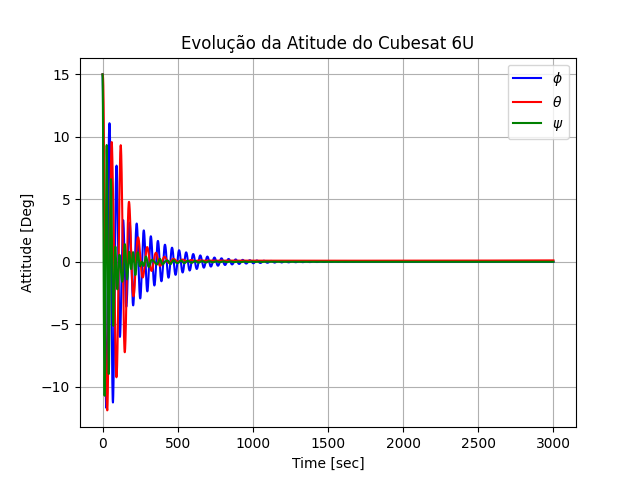 Evolução da Atitude do Cubesat 6U
ϕ
θ
ψ
15
10
5
0
−5
−10
Attitude [Deg]
0 500 1000 1500 2000 2500 3000
Time [sec]